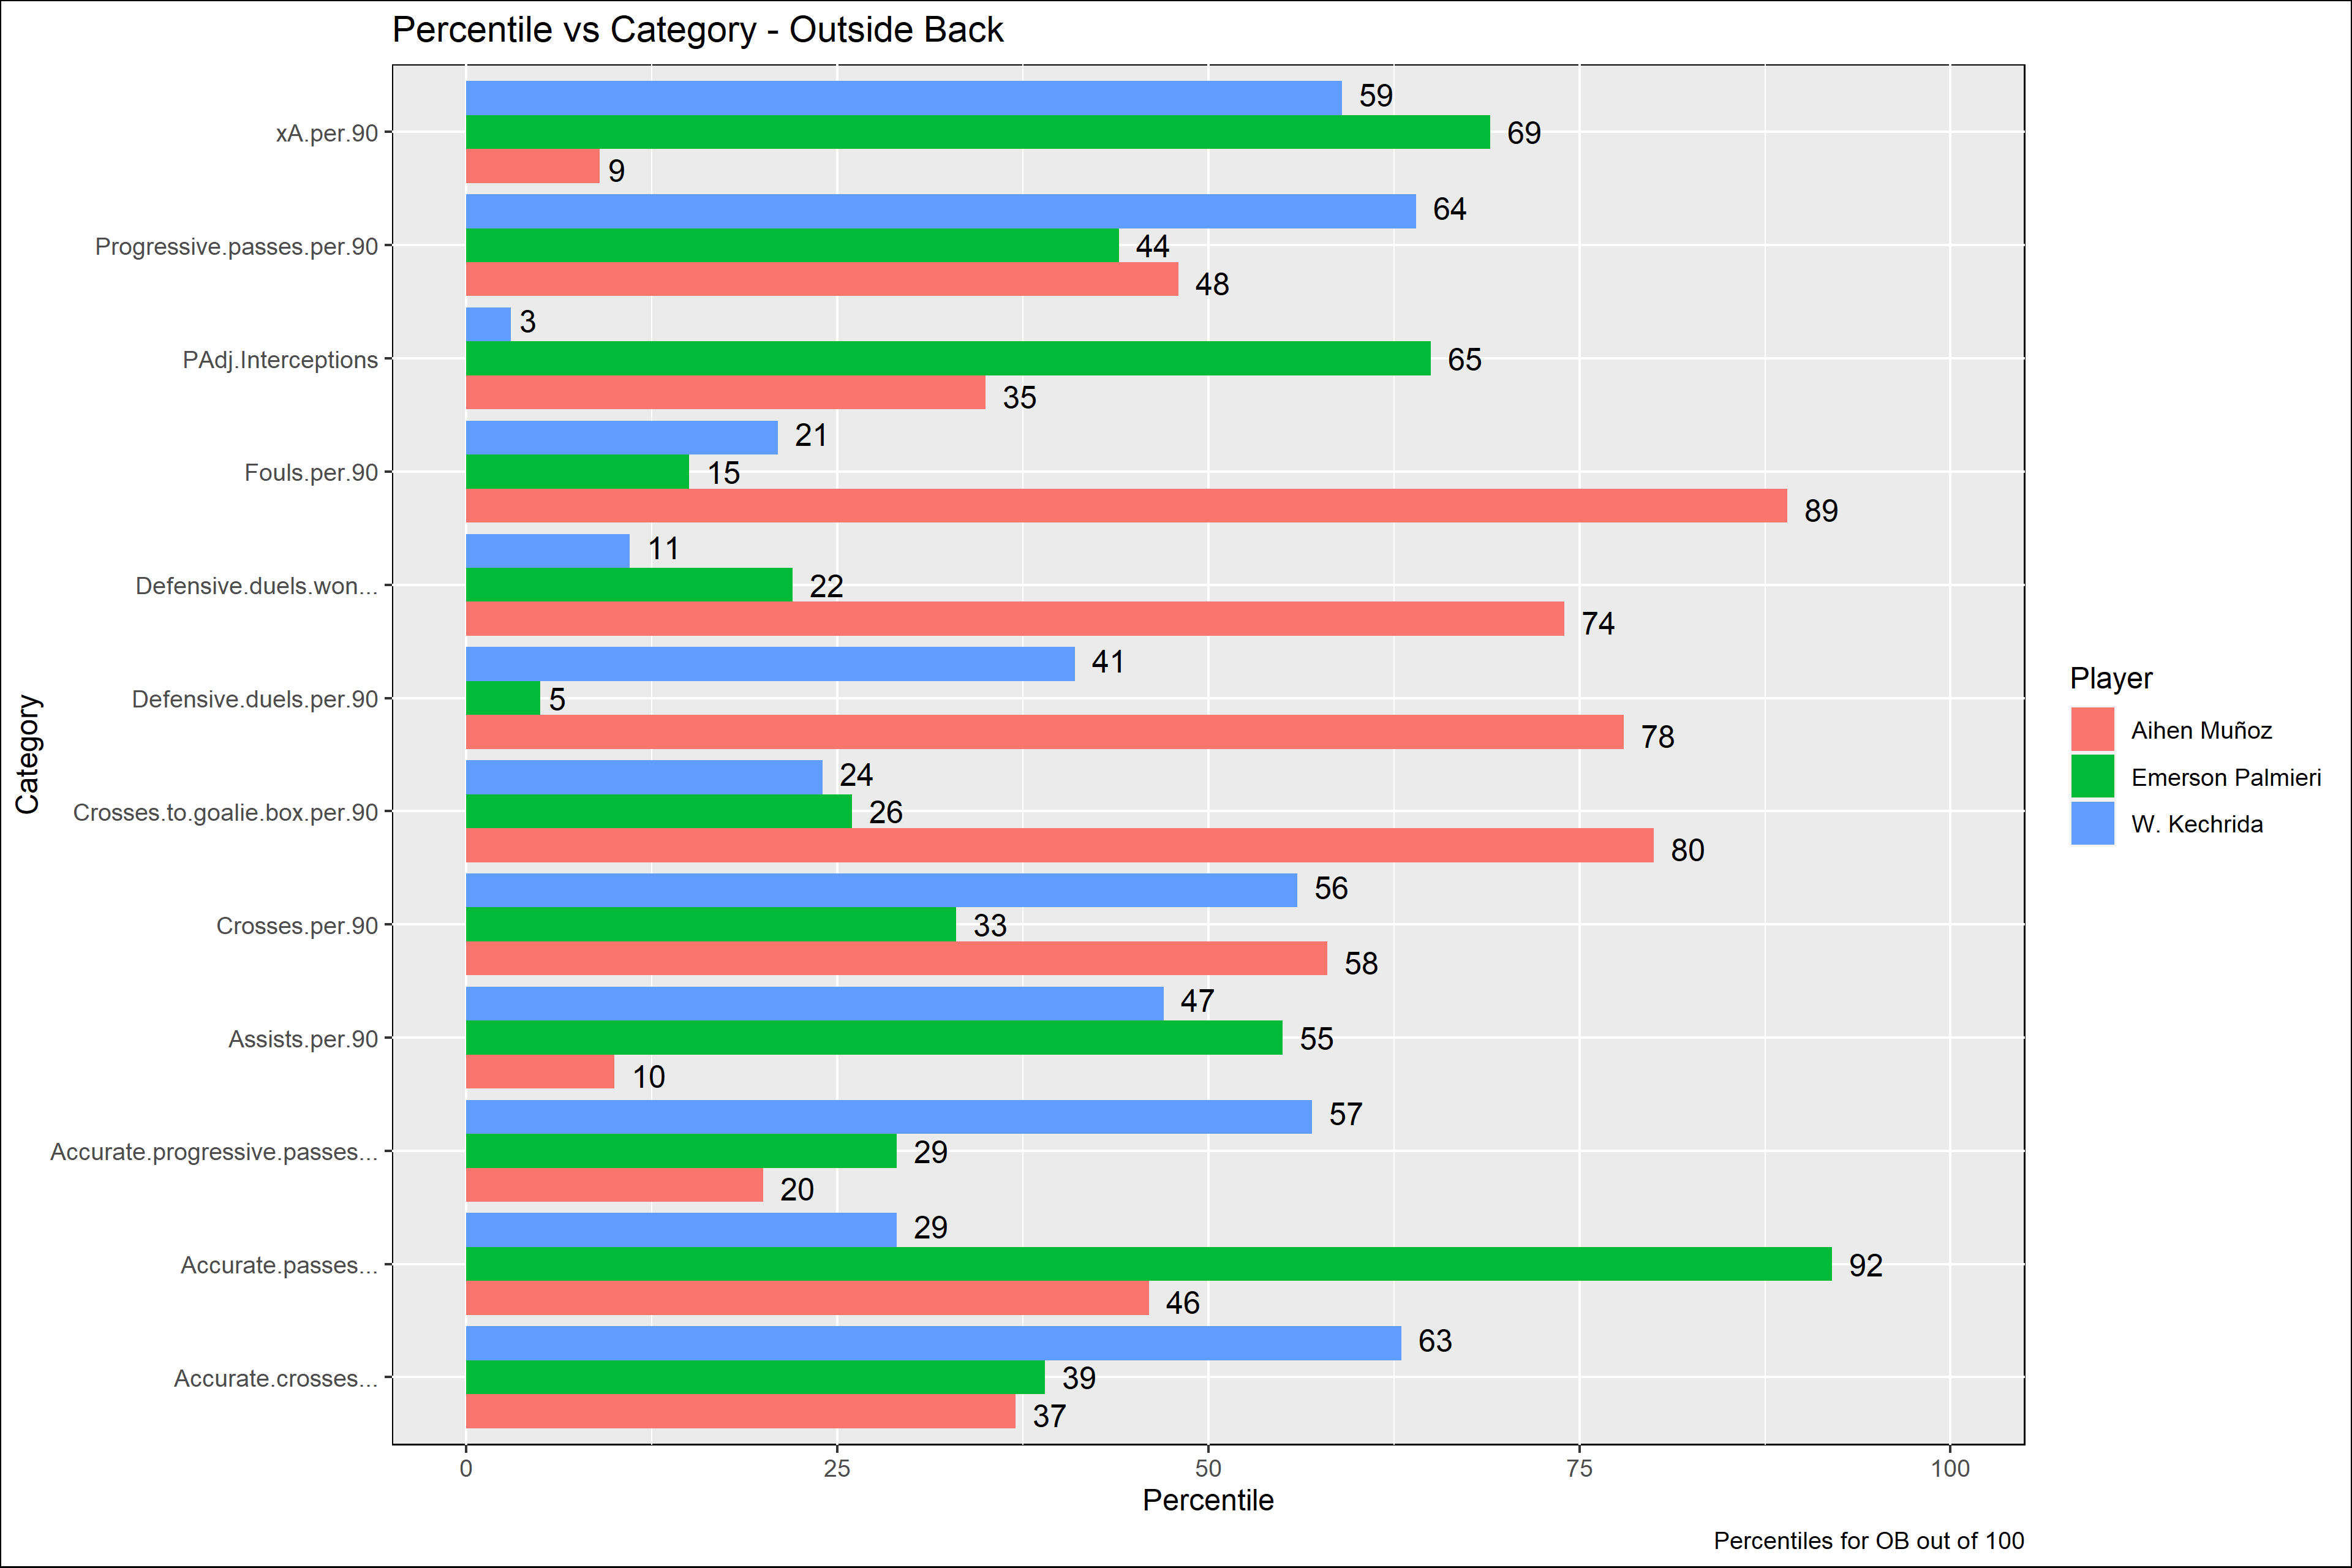 Percentile vs Category - Outside Back
Category
xA.per.90
59
69
9
Progressive.passes.per.90
64
44
48
PAdj.Interceptions
3
65
35
Fouls.per.90
21
15
89
Defensive.duels.won...
11
22
74
Defensive.duels.per.90
41
5
78
Crosses.to.goalie.box.per.90
24
26
80
Crosses.per.90
56
33
58
Assists.per.90
47
55
10
Accurate.progressive.passes...
57
29
20
Accurate.passes...
29
92
46
Accurate.crosses...
63
39
37
0 25 50 75 100
Percentile
Player
Aihen Muñoz
Emerson Palmieri
W. Kechrida
Percentiles for OB out of 100